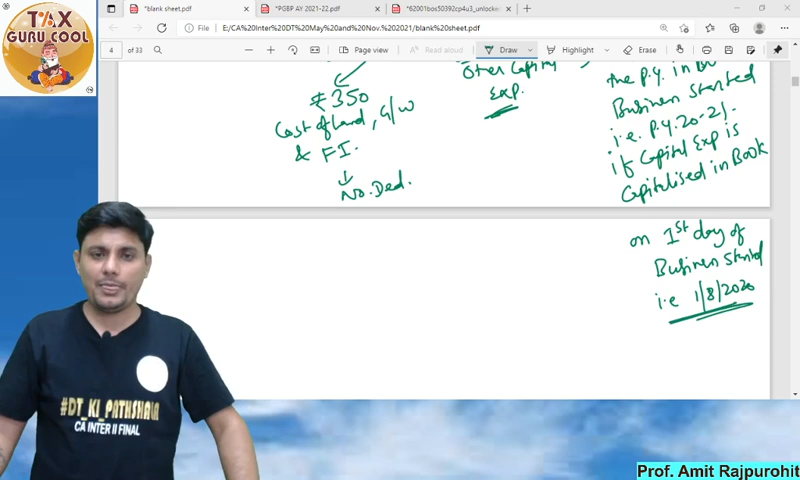 TAX
GURU COOL
*blank sheet.pdf
*PGBP AY 2021-22.pdf
*62001bos50392cp4u3_unlocked
File
E:/CA%20Inter%20DT%20May%20and%20Nov.%202021/blank%20sheet.pdf
4
of 33
Page view
Read aloud
Draw
Highlight
Erase
₹350
Cost of Land, G/W
& F.I.
No. Ded.
Other Capital
Exp.
the P.Y. in
Business Started
i.e. P.Y. 20-21.
if Capital Exp is
Capitalised in Book
on 1st day of
Business Started
i.e 1/8/2020
#DT_KI_PATHSHALA
CA INTER II FINAL
Prof. Amit Rajpurohit